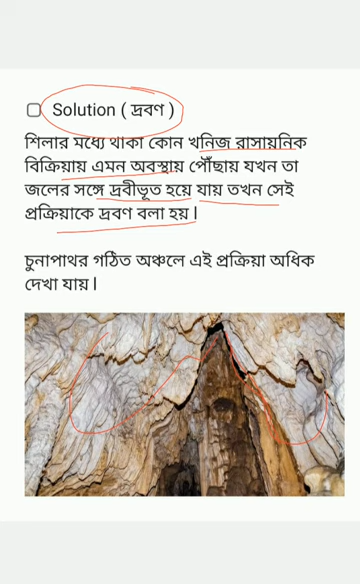 Solution ( দ্রবণ )
শিলার মধ্যে থাকা কোন খনিজ রাসায়নিক
বিক্রিয়ায় এমন অবস্থায় পৌঁছায় যখন তা
জলের সঙ্গে দ্রবীভূত হয়ে যায় তখন সেই
প্রক্রিয়াকে দ্রবণ বলা হয়।
চুনাপাথর গঠিত অঞ্চলে এই প্রক্রিয়া অধিক
দেখা যায়।